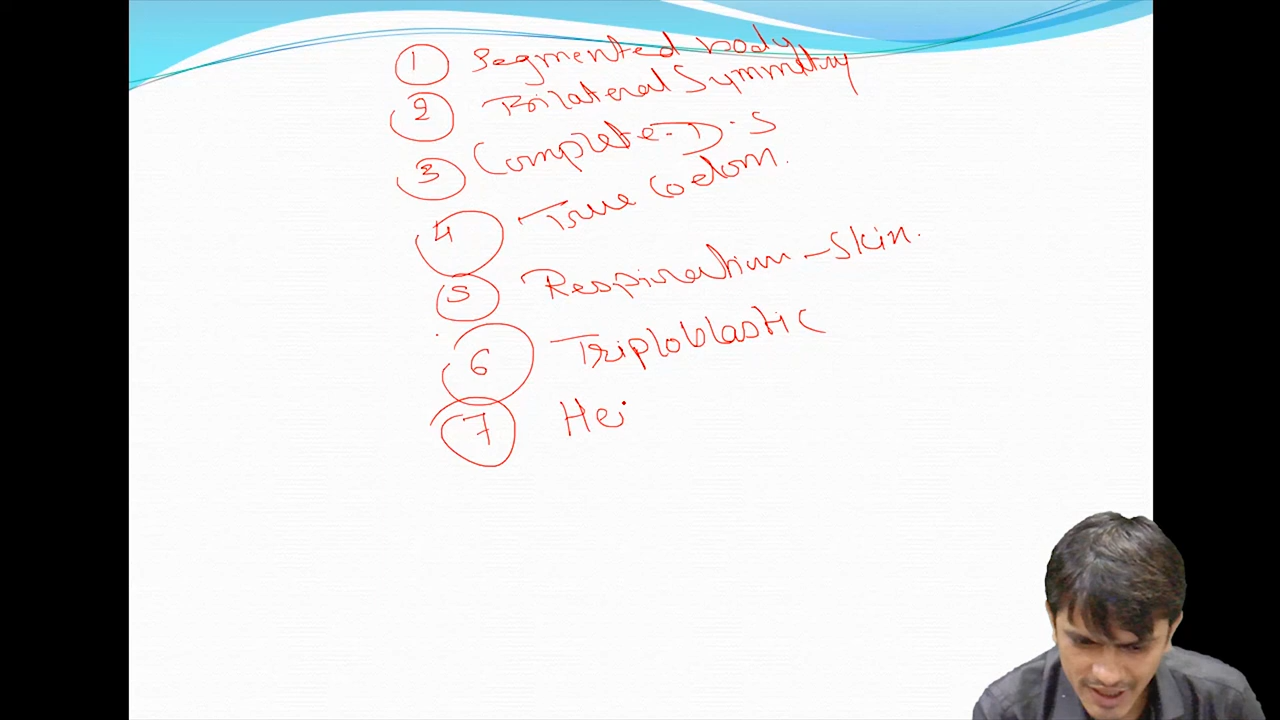 1 Segmented body
2 Bilateral Symmetry
3 Complete - D.S
4 True Coelom.
5 Respiration - Skin.
6 Triploblastic
7 Hei